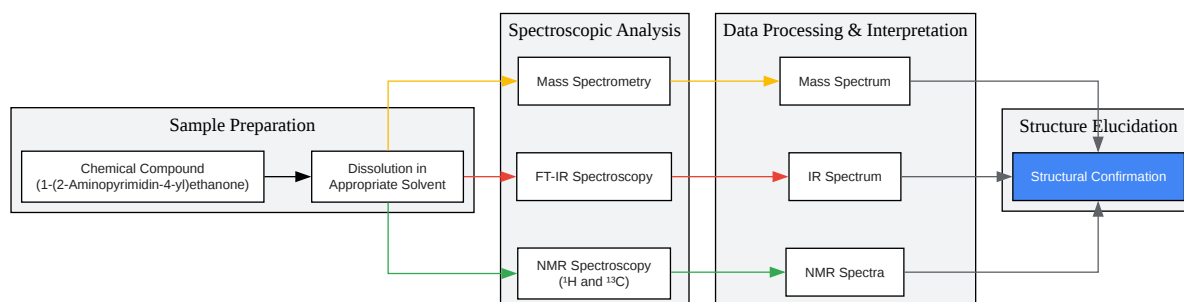 Sample Preparation
Chemical Compound
(1-(2-Aminopyrimidin-4-yl)ethanone)
Dissolution in
Appropriate Solvent
Spectroscopic Analysis
Mass Spectrometry
FT-IR Spectroscopy
NMR Spectroscopy
(¹H and ¹³C)
Data Processing & Interpretation
Mass Spectrum
IR Spectrum
NMR Spectra
Structure Elucidation
Structural Confirmation